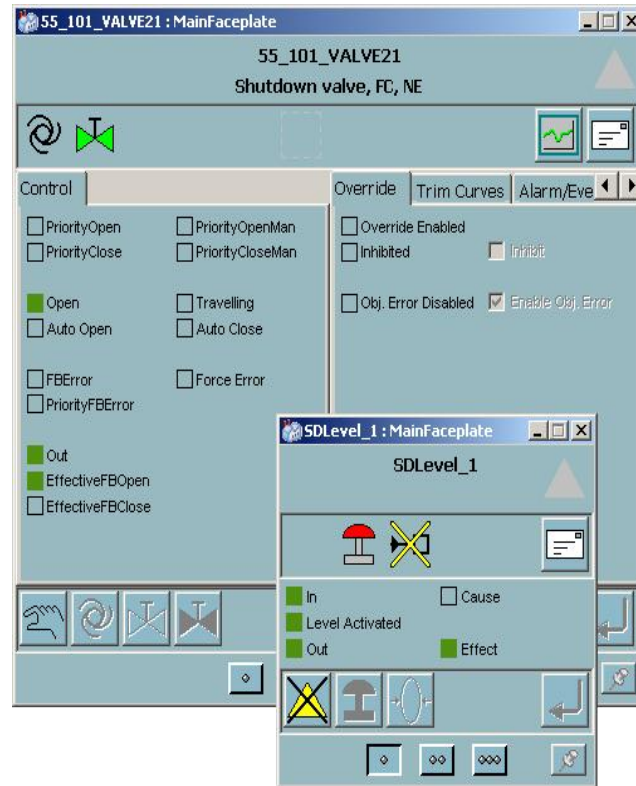 55_101_VALVE21 : MainFaceplate
55_101_VALVE21
Shutdown valve, FC, NE
Control
Override Trim Curves Alarm/Eve
PriorityOpen PriorityOpenMan
PriorityClose PriorityCloseMan
Open Travelling
Auto Open Auto Close
FBError Force Error
PriorityFBError
Out
EffectiveFBOpen
EffectiveFBClose
Override Enabled
Inhibited Inhibit
Obj. Error Disabled Enable Obj. Error
SDLevel_1 : MainFaceplate
SDLevel_1
In Cause
Level Activated
Out Effect